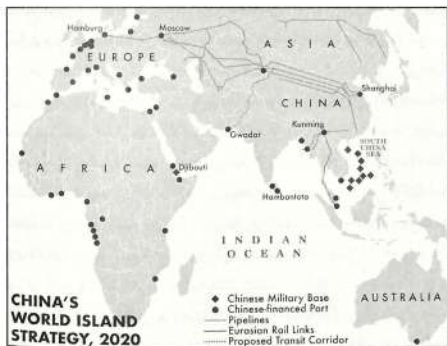 Hamburg
Moscow
ASIA
EUROPE
Shanghai
CHINA
Kunming
Gwadar
SOUTH
CHINA
SEA
AFRICA
Djibouti
Hambantota
INDIAN
OCEAN
CHINA'S
WORLD ISLAND
STRATEGY, 2020
Chinese Military Base
Chinese-financed Port
Pipelines
Eurasian Rail Links
Proposed Transit Corridor
AUSTRALIA